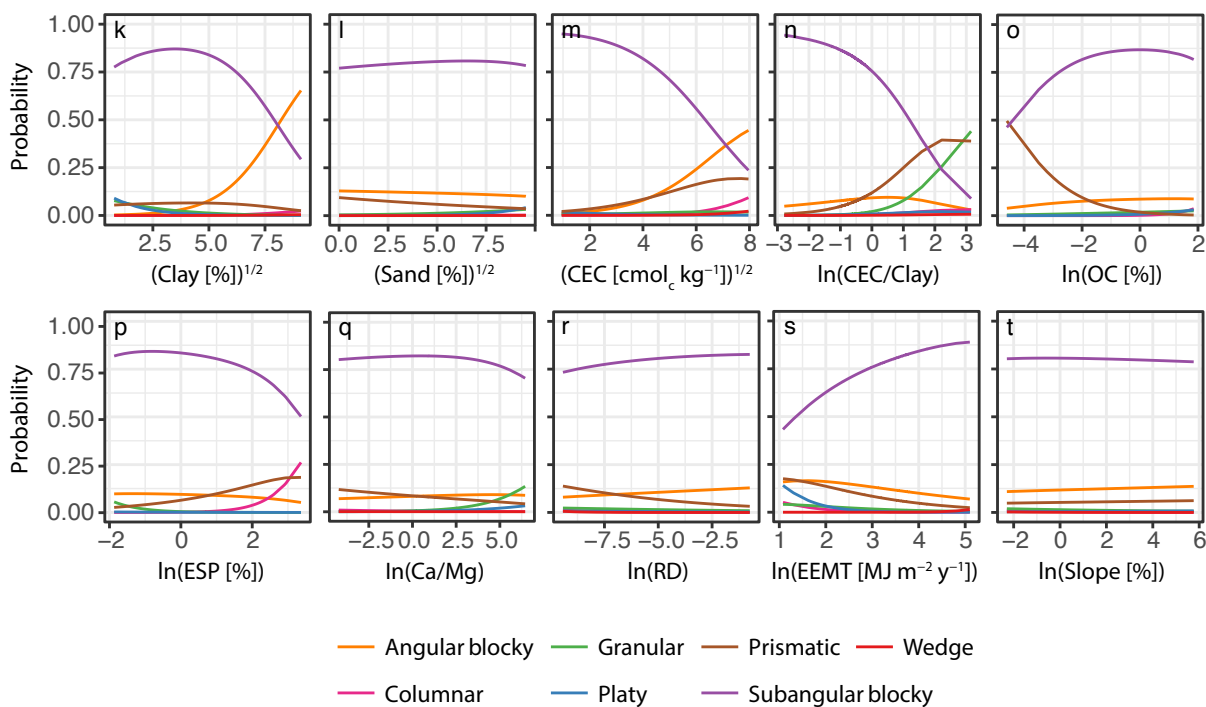 1.00 k l m n o
0.75
0.50
0.25
0.00
Probability
2.5 5.0 7.5 0.0 2.5 5.0 7.5 2 4 6 8 −3 −2 −1 0 1 2 3 −4 −2 0 2
(Clay [%])1/2 (Sand [%])1/2 (CEC [cmolc kg−1])1/2 ln(CEC/Clay) ln(OC [%])
1.00 p q r s t
0.75
0.50
0.25
0.00
Probability
−2 0 2 −2.5 0.0 2.5 5.0 −7.5 −5.0 −2.5 1 2 3 4 5 −2 0 2 4 6
ln(ESP [%]) ln(Ca/Mg) ln(RD) ln(EEMT [MJ m−2 y−1]) ln(Slope [%])
Angular blocky Granular Prismatic Wedge
Columnar Platy Subangular blocky